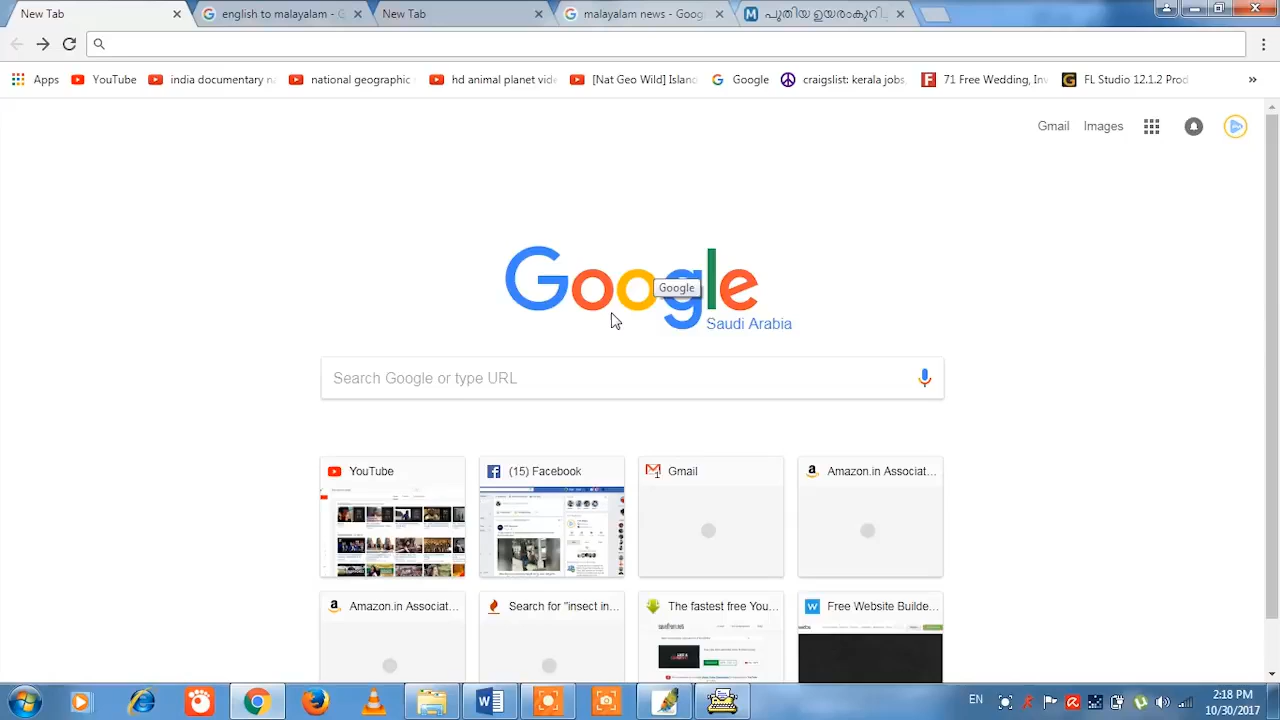 New Tab
english to malayalam - G
New Tab
malayalam news - Goog
പുതിയ ഉയരംകുറി
Apps
YouTube
india documentary na
national geographic
hd animal planet vide
[Nat Geo Wild] Island
Google
craigslist: kerala jobs,
71 Free Wedding, Inv
FL Studio 12.1.2 Prod
»
Gmail
Images
Google
Google
Saudi Arabia
Search Google or type URL
YouTube
(15) Facebook
Gmail
Amazon.in Associat...
Amazon.in Associat...
Search for "insect in...
The fastest free You...
Free Website Builde...
EN
2:18 PM
10/30/2017